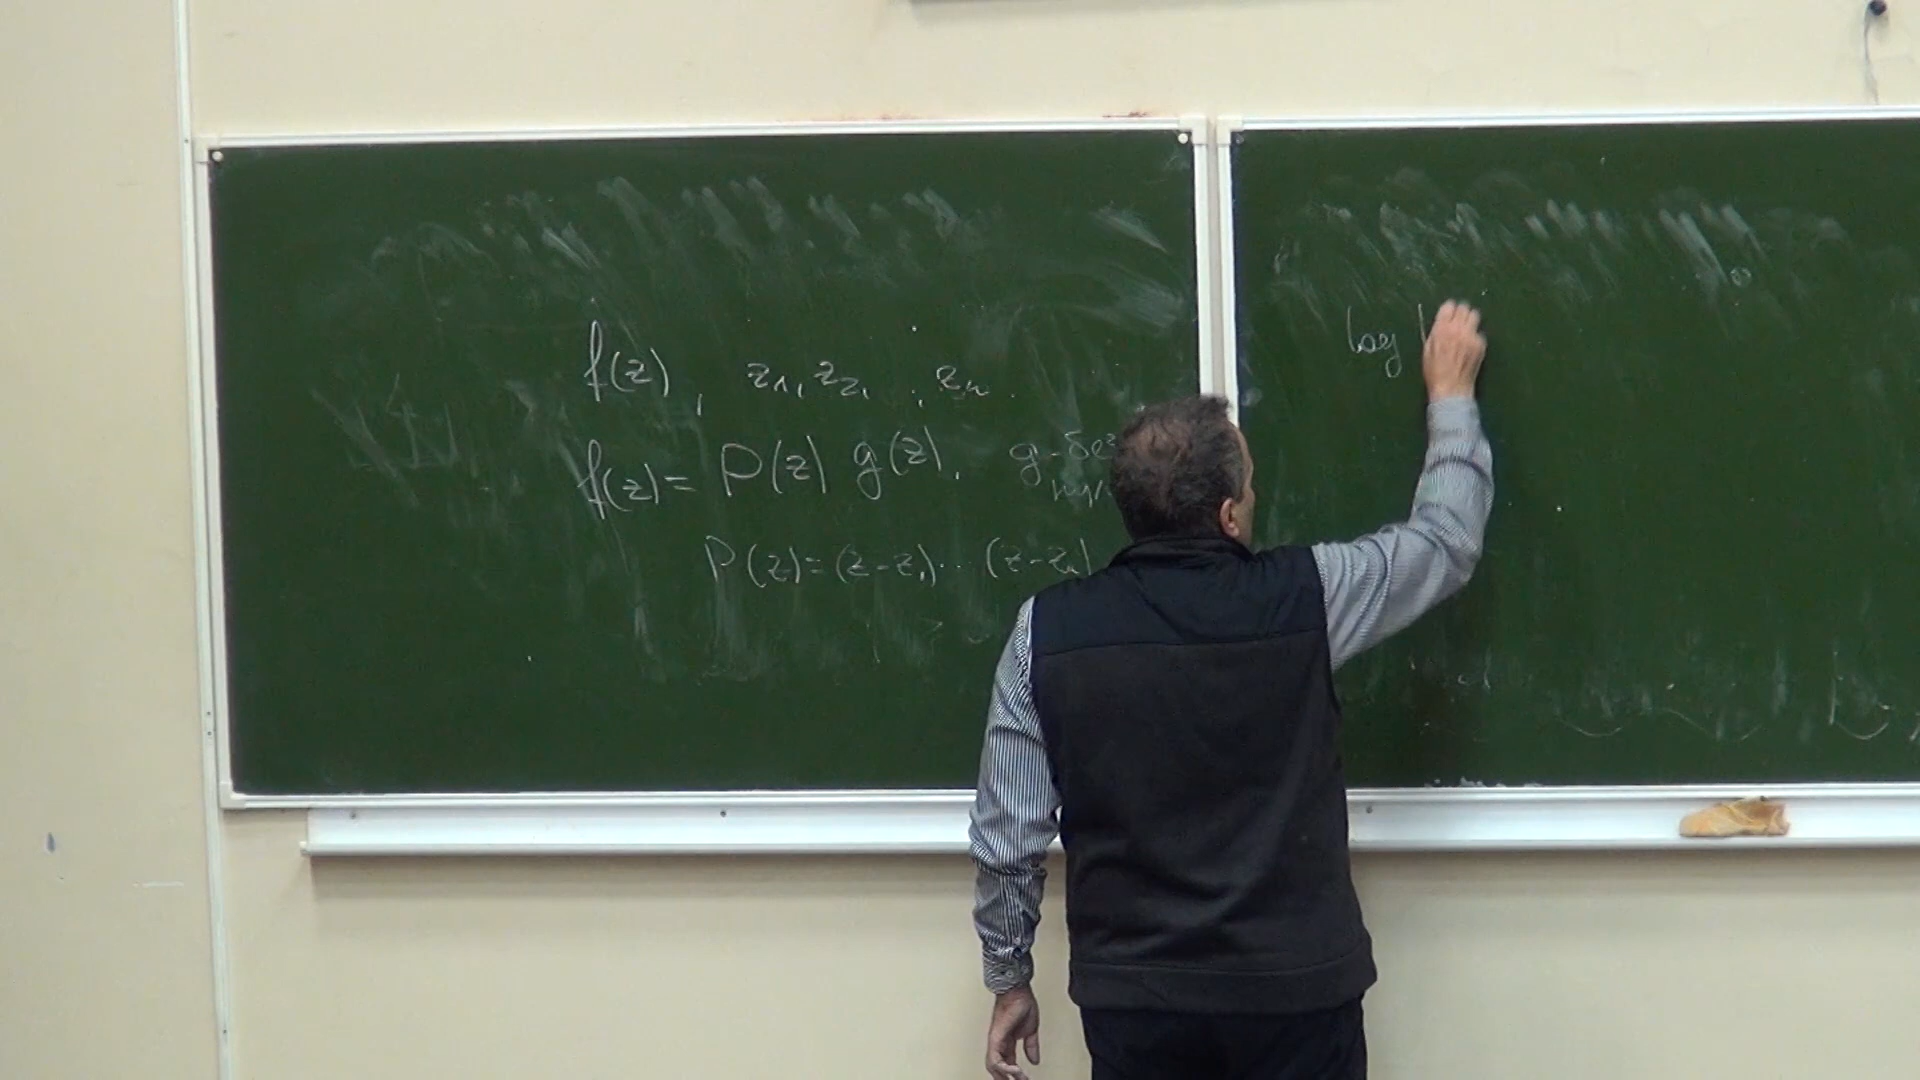 f(z), z₁, z₂, , zₙ.
f(z) = P(z) g(z), g - без
нул
P(z) = (z - z₁) ... (z - zₙ)
log |